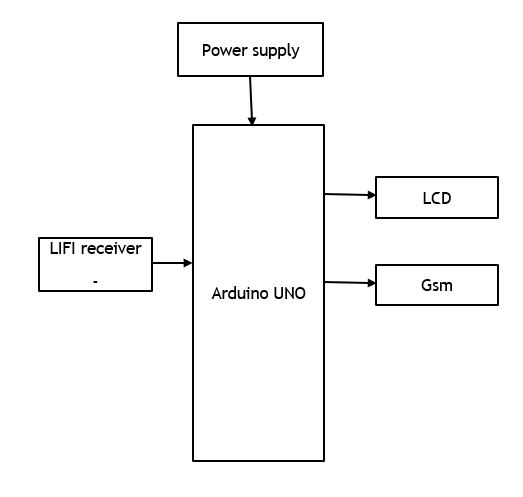 Power supply
LCD
LIFI receiver
-
Arduino UNO
Gsm